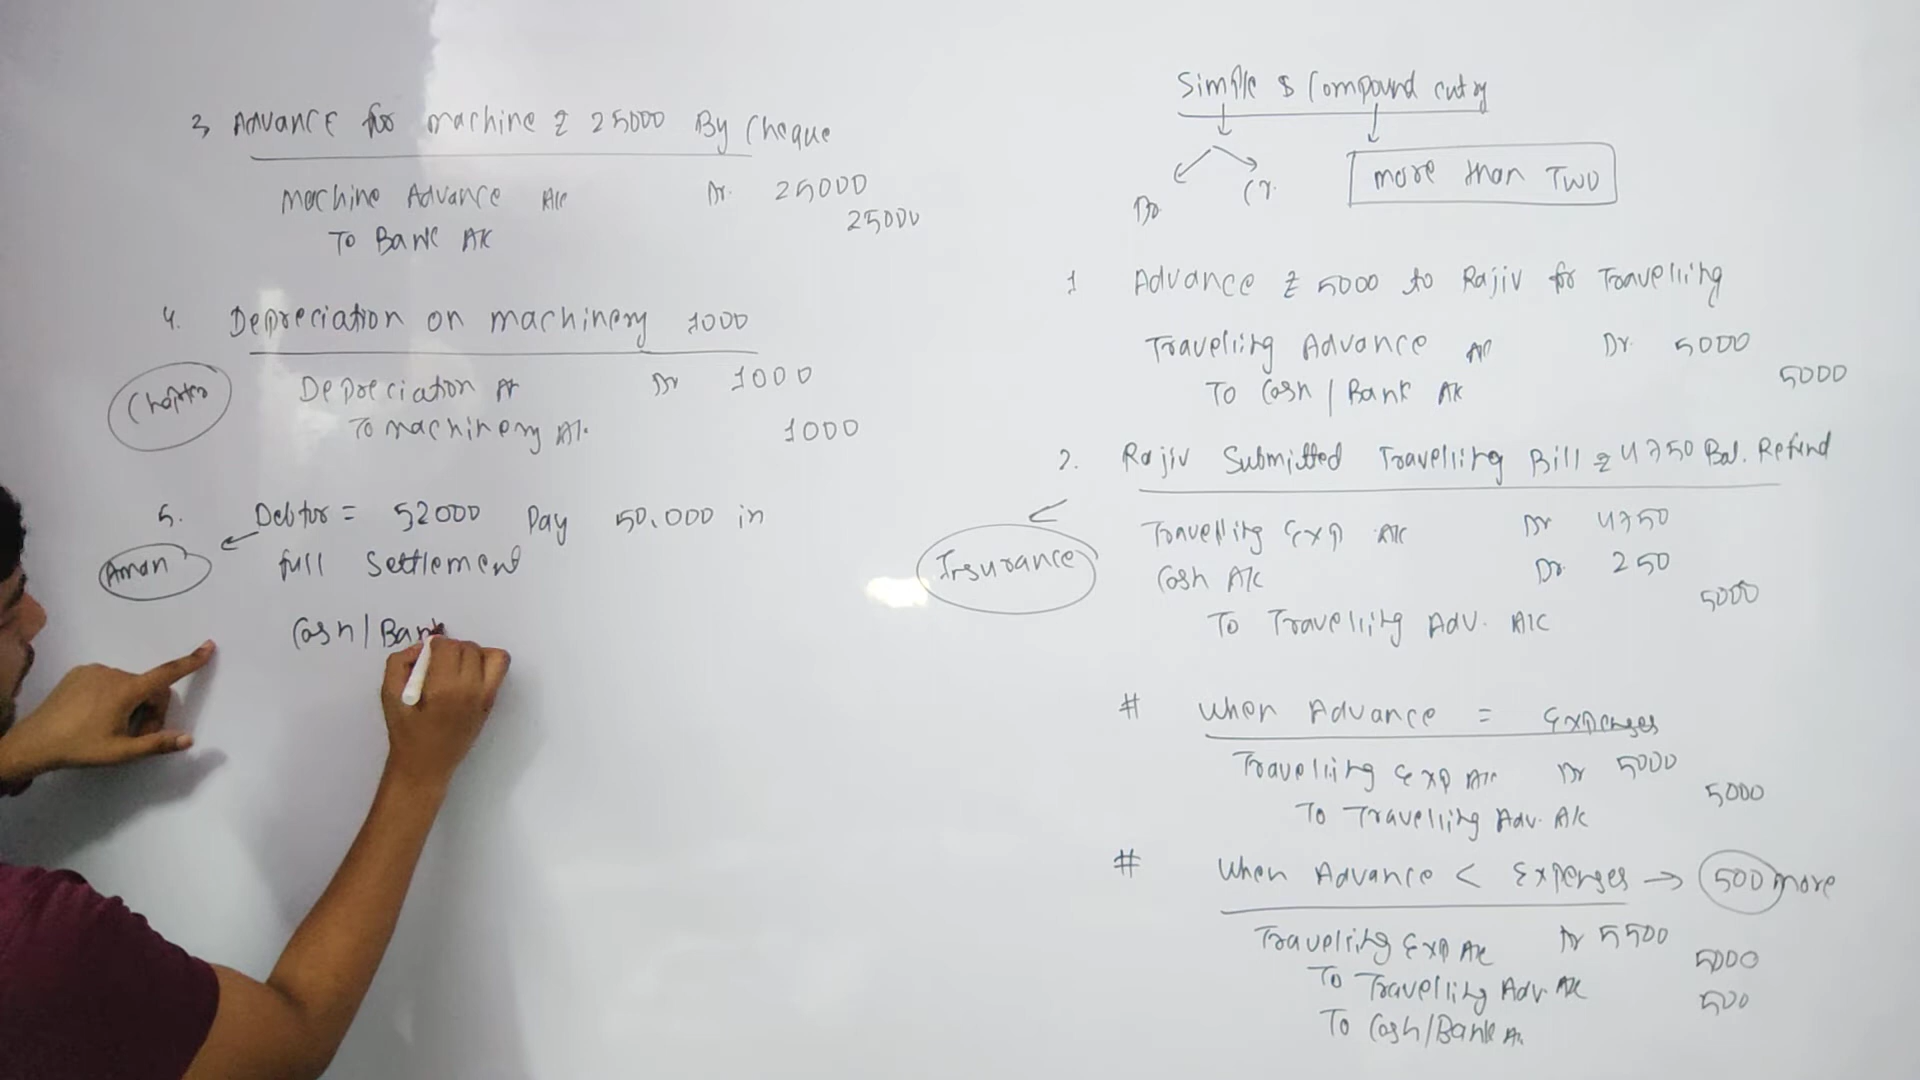 3 Advance for machine ₹ 25000 By Cheque
Machine Advance A/c Dr. 25000
To Bank A/c 25000
4. Depreciation on machinery 1000
Chapter
Depreciation A/c Dr 1000
To machinery A/c. 1000
5. Debtor = 52000 Pay 50,000 in
Aman
full Settlement
Cash / Bank
Simple & Compound entry
Dr. Cr.
more than Two
1 Advance ₹ 5000 to Rajiv for Travelling
Travelling Advance A/c Dr. 5000
To Cash / Bank A/c 5000
2. Rajiv Submitted Travelling Bill ₹ 4750 Bal. Refund
Insurance
Travelling Exp A/c Dr 4750
Cash A/c Dr. 250
To Travelling Adv. A/c 5000
# When Advance = Expenses
Travelling Exp A/c Dr 5000
To Travelling Adv. A/c 5000
# When Advance < Expenses → 500 more
Travelling Exp A/c Dr 5500
To Travelling Adv. A/c 5000
To Cash/Bank A/c 500